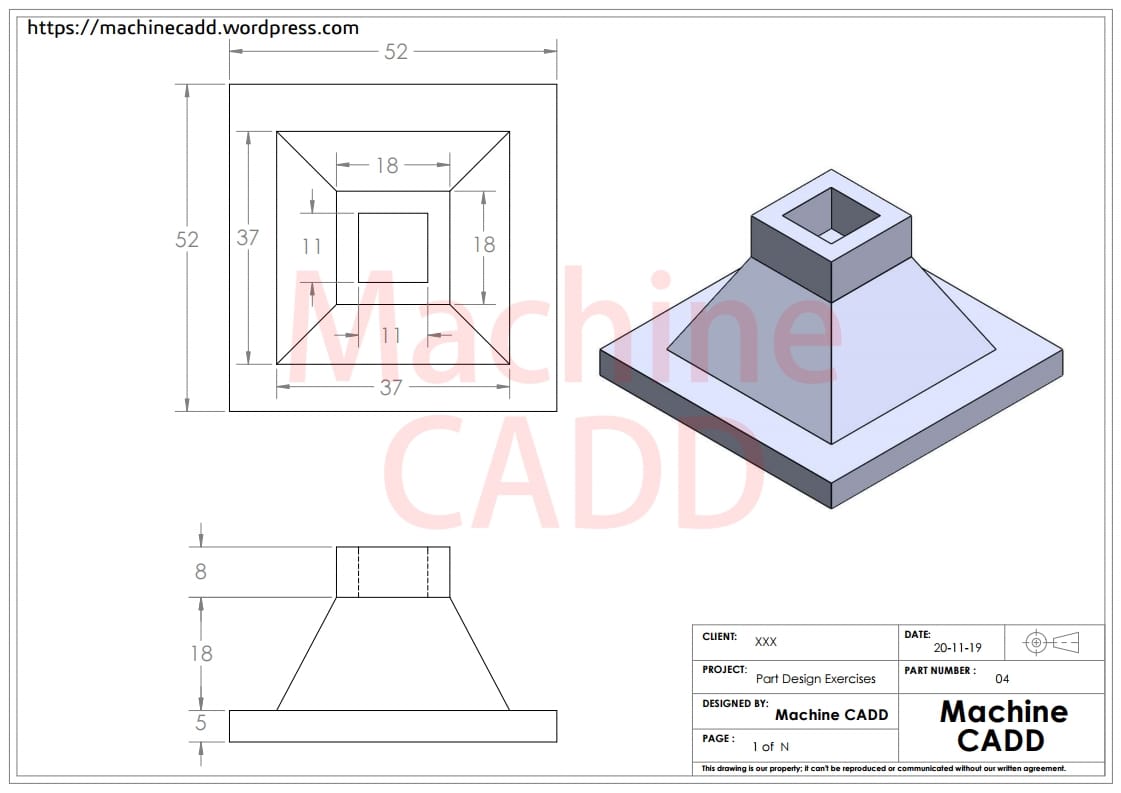 https://machinecadd.wordpress.com
52
18
52
37
11
18
11
37
Machine
CADD
8
18
5
CLIENT: XXX
DATE: 20-11-19
PROJECT: Part Design Exercises
PART NUMBER : 04
DESIGNED BY: Machine CADD
Machine
CADD
PAGE : 1 of N
This drawing is our property; it can't be reproduced or communicated without our written agreement.